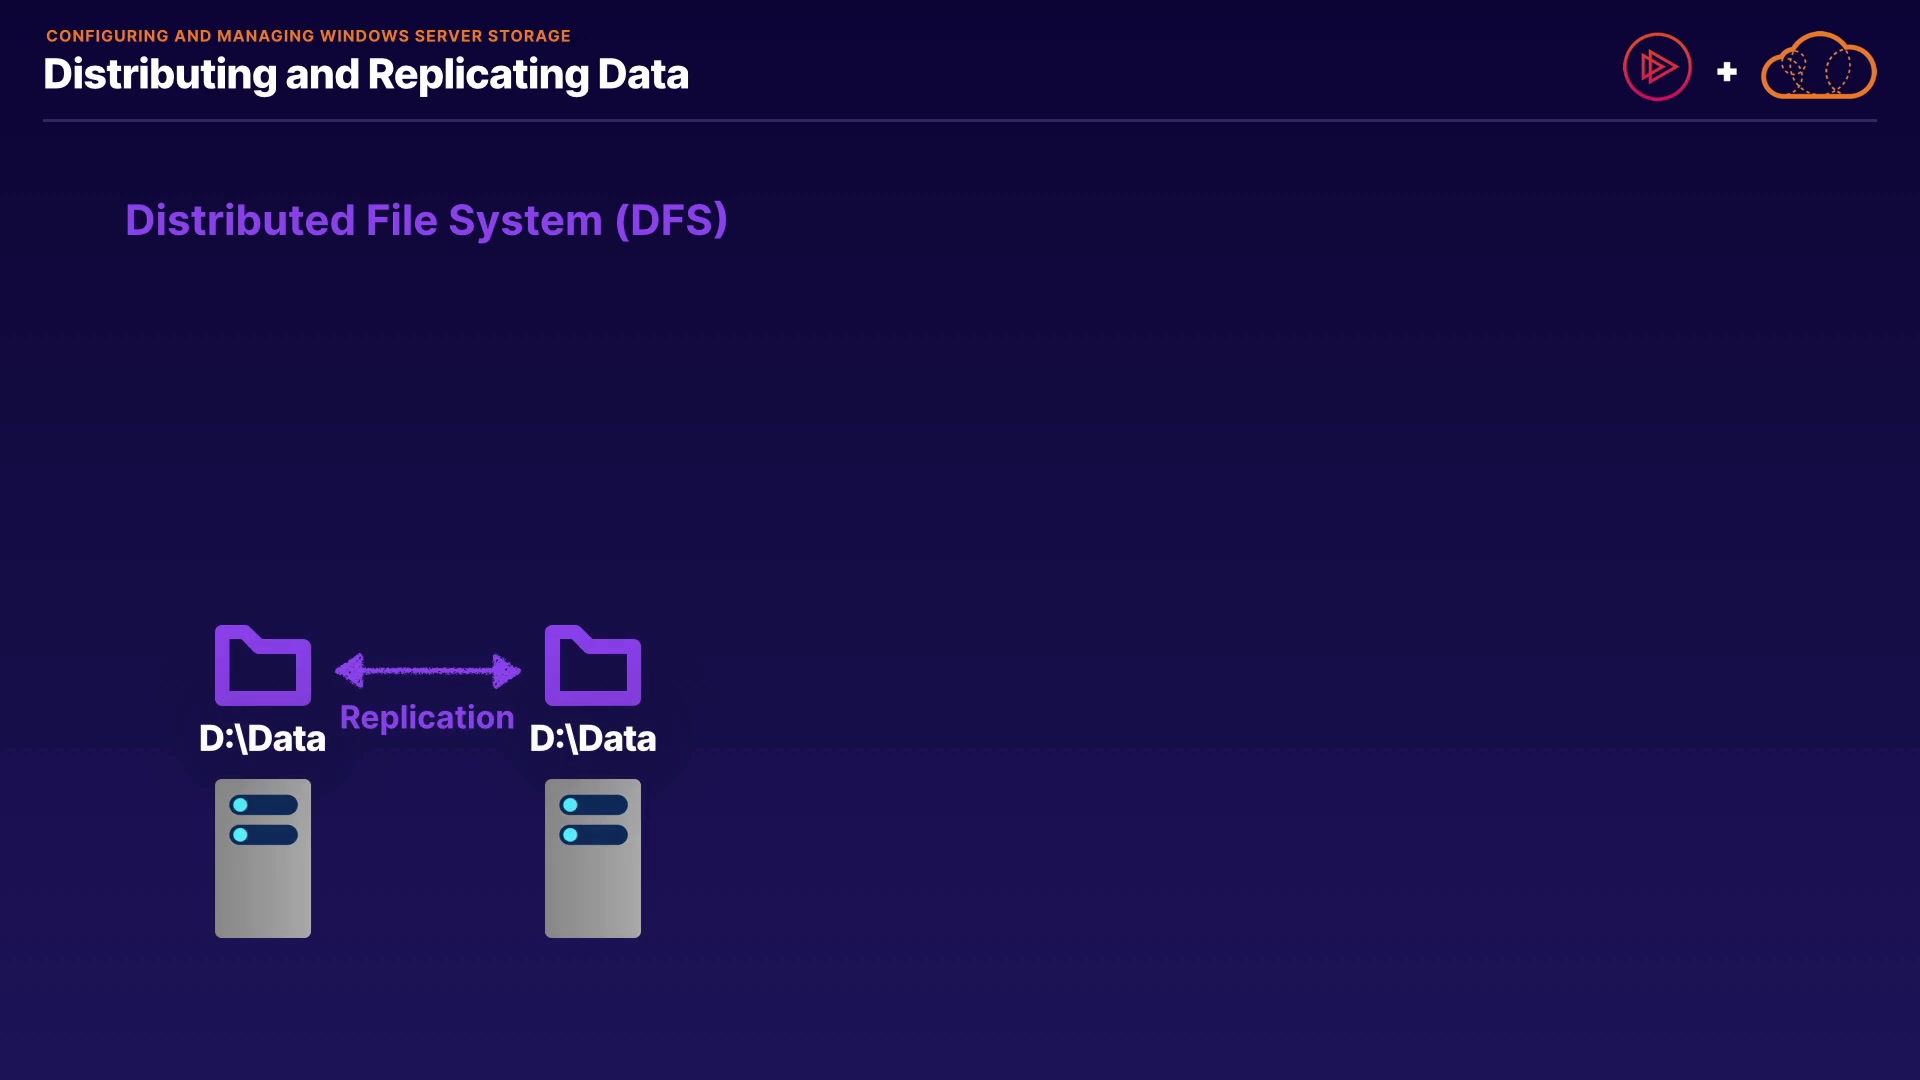 CONFIGURING AND MANAGING WINDOWS SERVER STORAGE
Distributing and Replicating Data
Distributed File System (DFS)
Replication
D:\Data
D:\Data